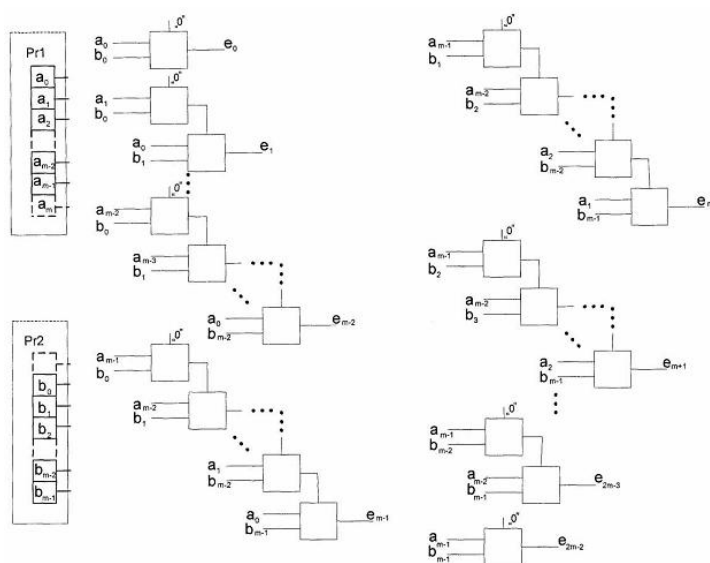 Pr1
a₀
a₁
a₂
aₘ₋₂
aₘ₋₁
aₘ
Pr2
b₀
b₁
b₂
bₘ₋₂
bₘ₋₁
„0"
a₀
b₀
e₀
„0"
a₁
b₀
a₀
b₁
e₁
„0"
aₘ₋₂
b₀
aₘ₋₃
b₁
a₀
bₘ₋₂
eₘ₋₂
„0"
aₘ₋₁
b₀
aₘ₋₂
b₁
a₁
bₘ₋₂
a₀
bₘ₋₁
eₘ₋₁
„0"
aₘ₋₁
b₁
aₘ₋₂
b₂
a₂
bₘ₋₂
a₁
bₘ₋₁
„0"
aₘ₋₁
b₂
aₘ₋₂
b₃
a₂
bₘ₋₁
eₘ₊₁
„0"
aₘ₋₁
bₘ₋₂
aₘ₋₂
bₘ₋₁
e₂ₘ₋₃
„0"
aₘ₋₁
bₘ₋₁
e₂ₘ₋₂